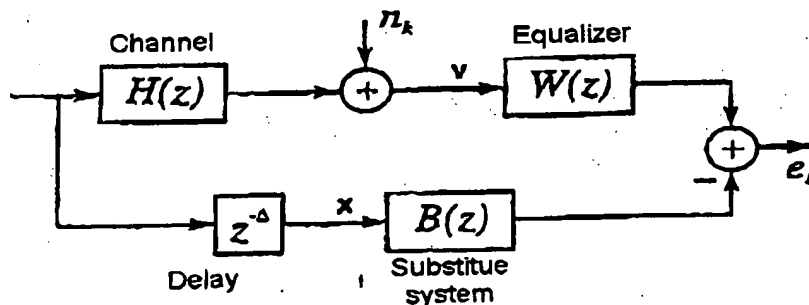 Channel
n_k
Equalizer
H(z)
+
v
W(z)
+
e
−
z^{-Δ}
x
B(z)
Delay
Substitue
system